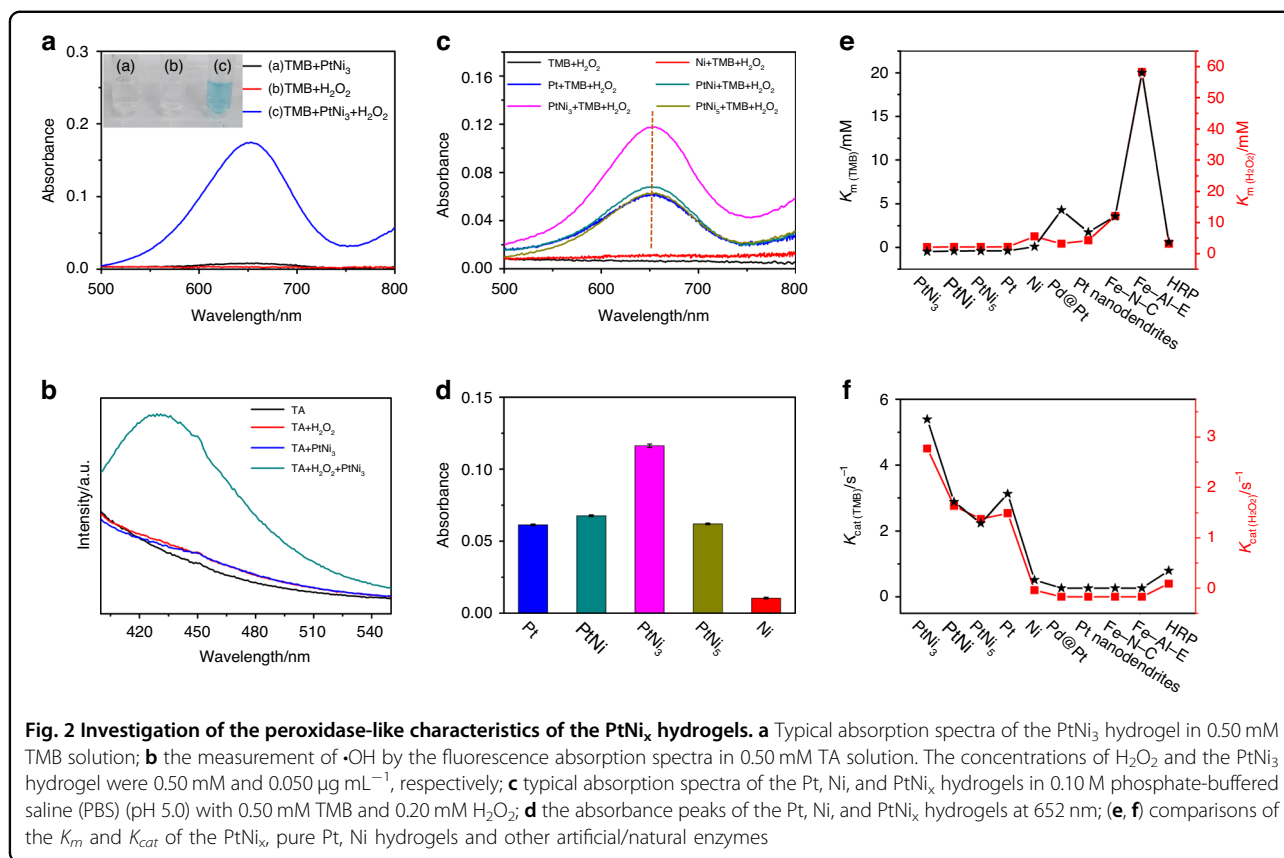 a
0.3
0.2
0.1
0.0
Absorbance
500
600
700
800
Wavelength/nm
(a)
(b)
(c)
(a)TMB+PtNi₃
(b)TMB+H₂O₂
(c)TMB+PtNi₃+H₂O₂
c
0.16
0.12
0.08
0.04
0.00
Absorbance
500
600
700
800
Wavelength/nm
TMB+H₂O₂
Ni+TMB+H₂O₂
Pt+TMB+H₂O₂
PtNi+TMB+H₂O₂
PtNi₃+TMB+H₂O₂
PtNi₅+TMB+H₂O₂
e
20
15
10
5
0
Kₘ (TMB)/mM
60
50
40
30
20
10
0
Kₘ (H₂O₂)/mM
PtNi₃
PtNi
PtNi₅
Pt
Ni
Pd@Pt
Pt nanodendrites
Fe–N–C
Fe–Al–E
HRP
b
Intensity/a.u.
420
450
480
510
540
Wavelength/nm
TA
TA+H₂O₂
TA+PtNi₃
TA+H₂O₂+PtNi₃
d
0.15
0.10
0.05
0.00
Absorbance
Pt
PtNi
PtNi₃
PtNi₅
Ni
f
6
4
2
0
K_cat (TMB)/s⁻¹
3
2
1
0
K_cat (H₂O₂)/s⁻¹
PtNi₃
PtNi
PtNi₅
Pt
Ni
Pd@Pt
Pt nanodendrites
Fe–N–C
Fe–Al–E
HRP
Fig. 2 Investigation of the peroxidase-like characteristics of the PtNiₓ hydrogels. a Typical absorption spectra of the PtNi₃ hydrogel in 0.50 mM
TMB solution; b the measurement of •OH by the fluorescence absorption spectra in 0.50 mM TA solution. The concentrations of H₂O₂ and the PtNi₃
hydrogel were 0.50 mM and 0.050 μg mL⁻¹, respectively; c typical absorption spectra of the Pt, Ni, and PtNiₓ hydrogels in 0.10 M phosphate-buffered
saline (PBS) (pH 5.0) with 0.50 mM TMB and 0.20 mM H₂O₂; d the absorbance peaks of the Pt, Ni, and PtNiₓ hydrogels at 652 nm; (e, f) comparisons of
the Kₘ and K_cat of the PtNiₓ, pure Pt, Ni hydrogels and other artificial/natural enzymes